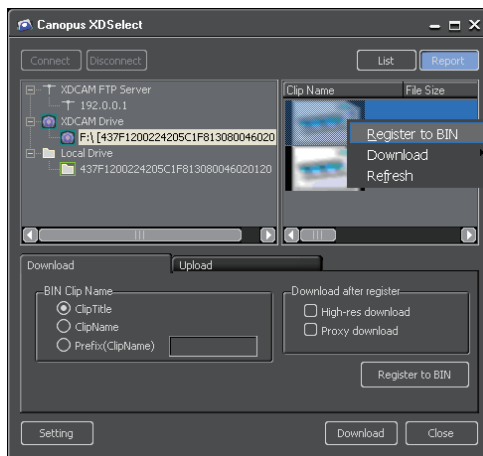 Canopus XDSelect
Connect Disconnect List Report
XDCAM FTP Server
192.0.0.1
XDCAM Drive
F:\ [437F1200224205C1F813080046020
Local Drive
437F1200224205C1F813080046020120
Clip Name File Size
Register to BIN
Download
Refresh
Download Upload
BIN Clip Name
ClipTitle
ClipName
Prefix(ClipName)
Download after register
High-res download
Proxy download
Register to BIN
Setting Download Close